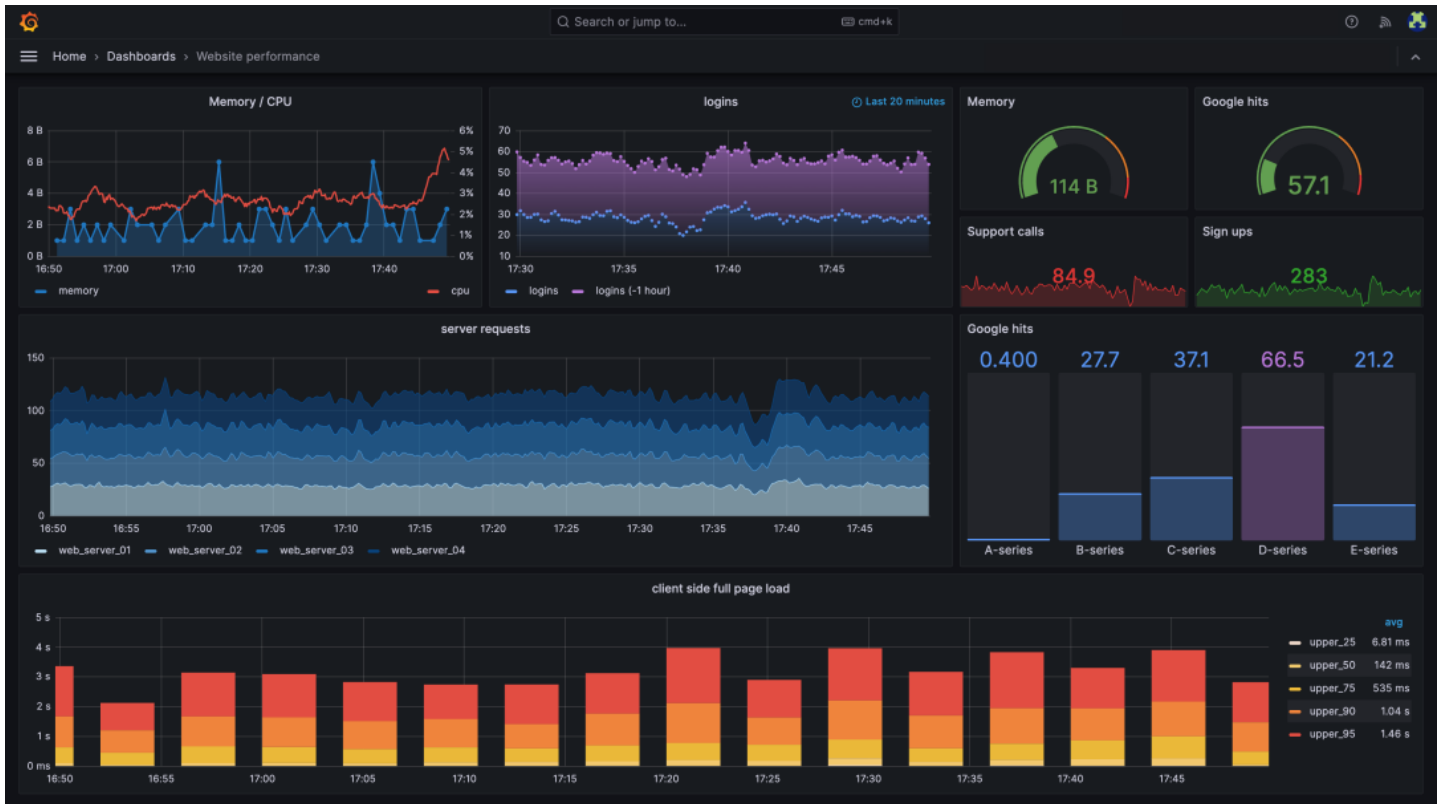 Search or jump to... cmd+k
Home › Dashboards › Website performance
Memory / CPU
8 B
6 B
4 B
2 B
0 B
6%
5%
4%
3%
2%
1%
0%
16:50 17:00 17:10 17:20 17:30 17:40
memory cpu
logins
Last 20 minutes
70
60
50
40
30
20
10
17:30 17:35 17:40 17:45
logins logins (-1 hour)
Memory
114 B
Google hits
57.1
Support calls
84.9
Sign ups
283
server requests
150
100
50
0
16:50 16:55 17:00 17:05 17:10 17:15 17:20 17:25 17:30 17:35 17:40 17:45
web_server_01 web_server_02 web_server_03 web_server_04
Google hits
0.400 27.7 37.1 66.5 21.2
A-series B-series C-series D-series E-series
client side full page load
5 s
4 s
3 s
2 s
1 s
0 ms
16:50 16:55 17:00 17:05 17:10 17:15 17:20 17:25 17:30 17:35 17:40 17:45
avg
upper_25 6.81 ms
upper_50 142 ms
upper_75 535 ms
upper_90 1.04 s
upper_95 1.46 s